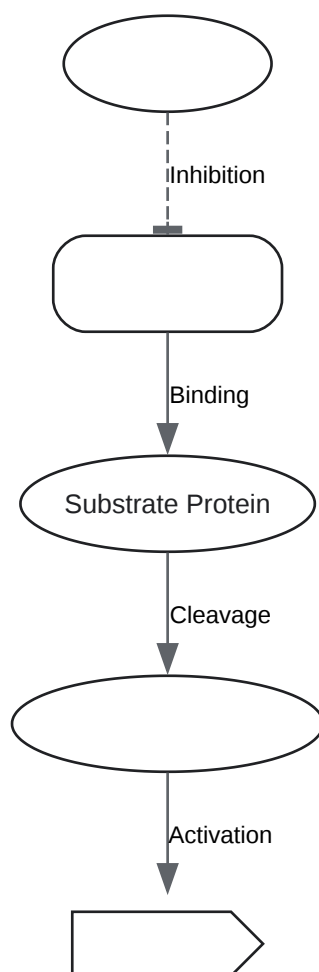 Inhibition
Binding
Substrate Protein
Cleavage
Activation